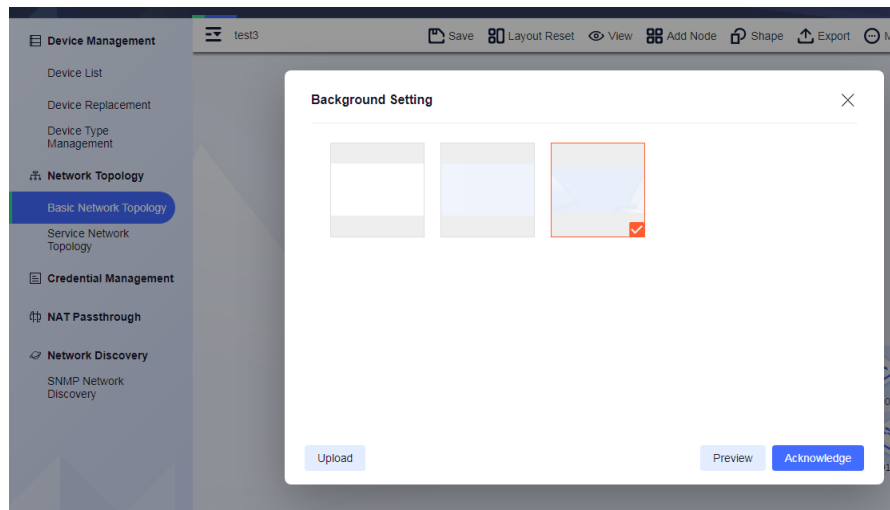 Device Management
Device List
Device Replacement
Device Type
Management
Network Topology
Basic Network Topology
Service Network
Topology
Credential Management
NAT Passthrough
Network Discovery
SNMP Network
Discovery
test3
Save
Layout Reset
View
Add Node
Shape
Export
Background Setting
Upload
Preview
Acknowledge